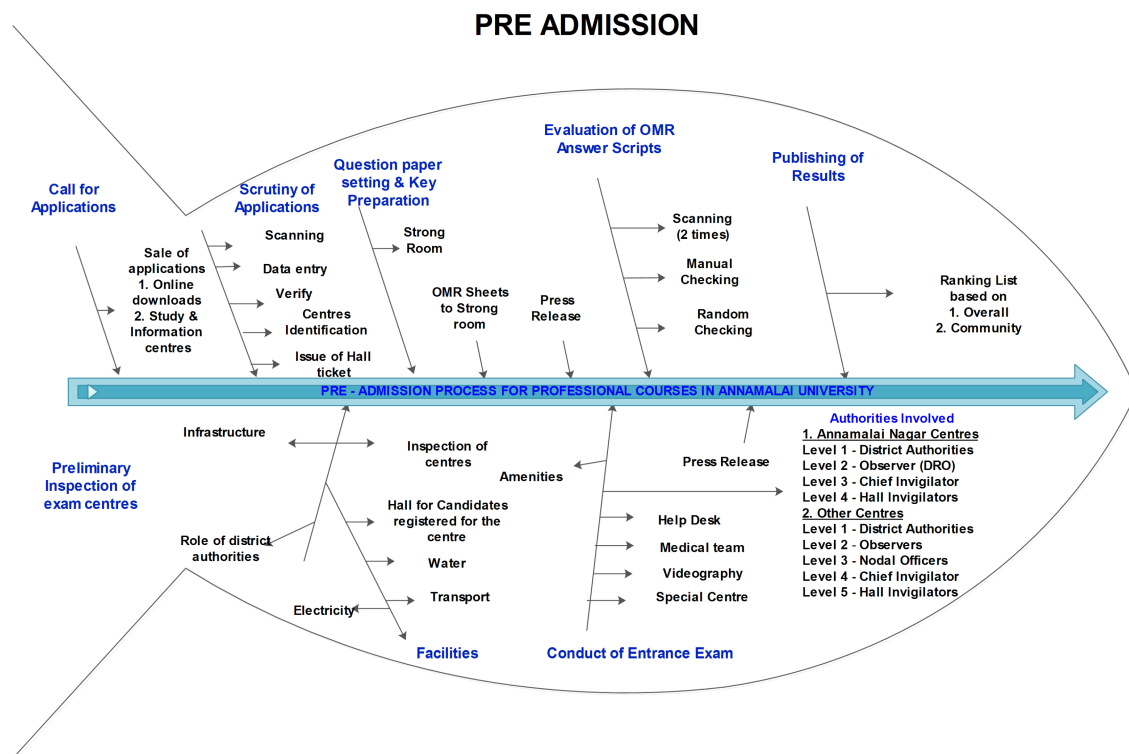 PRE ADMISSION
Call for
Applications
Sale of
applications
1. Online
downloads
2. Study &
Information
centres
Scrutiny of
Applications
Scanning
Data entry
Verify
Centres
Identification
Issue of Hall
ticket
Question paper
setting & Key
Preparation
Strong
Room
OMR Sheets
to Strong
room
Press
Release
Evaluation of OMR
Answer Scripts
Scanning
(2 times)
Manual
Checking
Random
Checking
Publishing of
Results
Ranking List
based on
1. Overall
2. Community
PRE - ADMISSION PROCESS FOR PROFESSIONAL COURSES IN ANNAMALAI UNIVERSITY
Preliminary
Inspection of
exam centres
Infrastructure
Inspection of
centres
Role of district
authorities
Hall for Candidates
registered for the
centre
Water
Transport
Electricity
Facilities
Amenities
Press Release
Help Desk
Medical team
Videography
Special Centre
Conduct of Entrance Exam
Authorities Involved
1. Annamalai Nagar Centres
Level 1 - District Authorities
Level 2 - Observer (DRO)
Level 3 - Chief Invigilator
Level 4 - Hall Invigilators
2. Other Centres
Level 1 - District Authorities
Level 2 - Observers
Level 3 - Nodal Officers
Level 4 - Chief Invigilator
Level 5 - Hall Invigilators